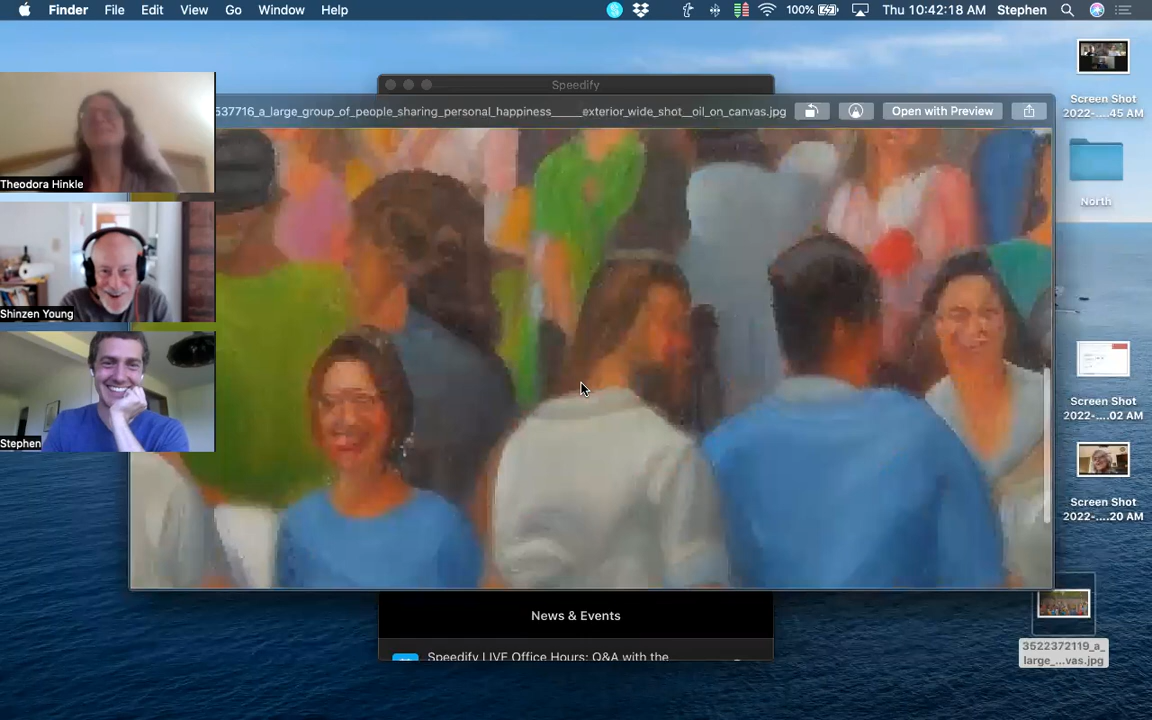 Finder File Edit View Go Window Help 100% Thu 10:42:18 AM Stephen
Speedify
537716_a_large_group_of_people_sharing_personal_happiness_____exterior_wide_shot__oil_on_canvas.jpg Open with Preview
Theodora Hinkle
Shinzen Young
Stephen
Screen Shot
2022-....45 AM
North
Screen Shot
2022-....02 AM
Screen Shot
2022-....20 AM
3522372119_a_
large_...vas.jpg
News & Events
Speedify LIVE Office Hours: Q&A with the